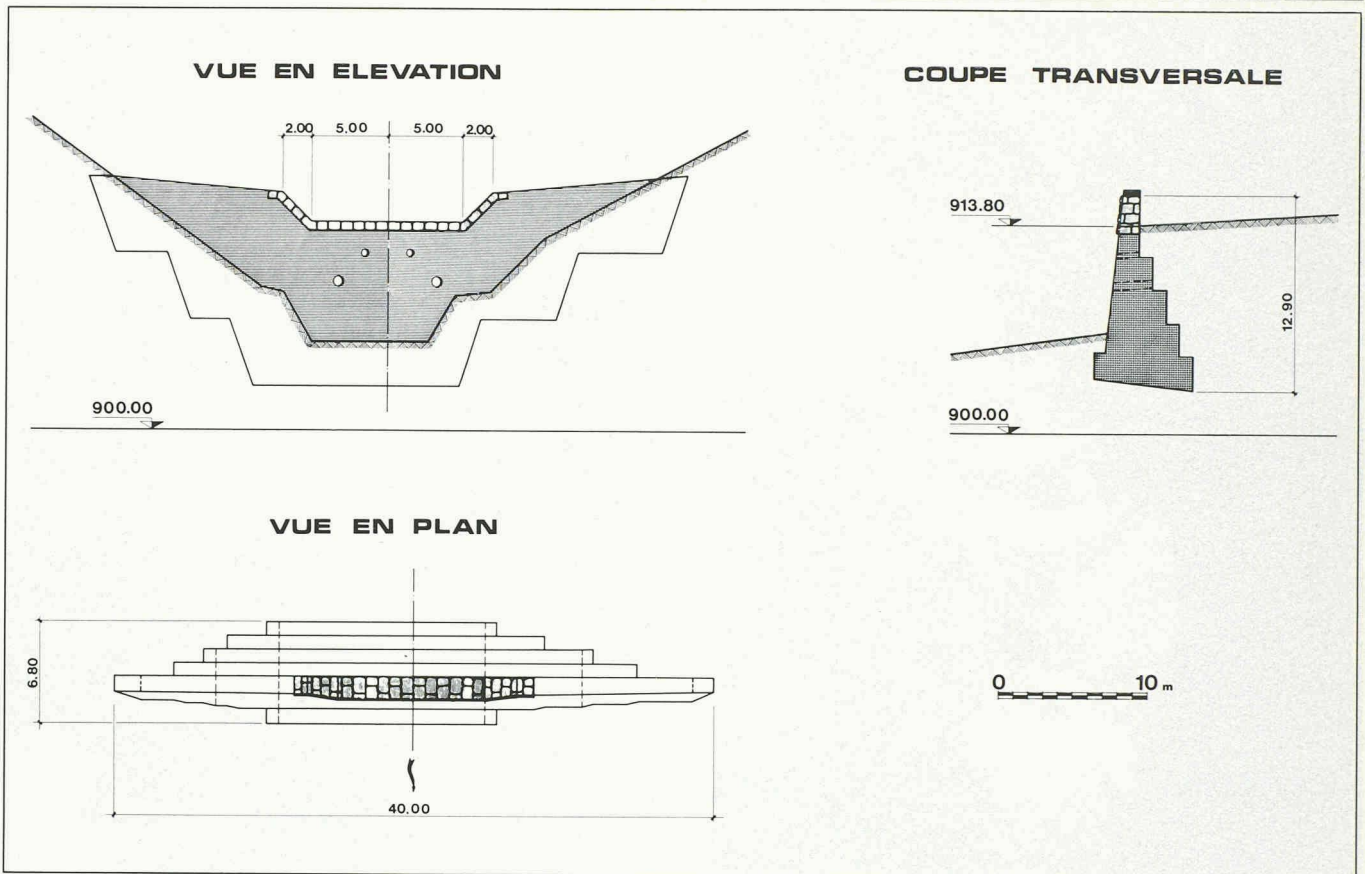 VUE EN ELEVATION
2.00 5.00 5.00 2.00
900.00
COUPE TRANSVERSALE
913.80
12.90
900.00
VUE EN PLAN
6.80
40.00
0 10 m